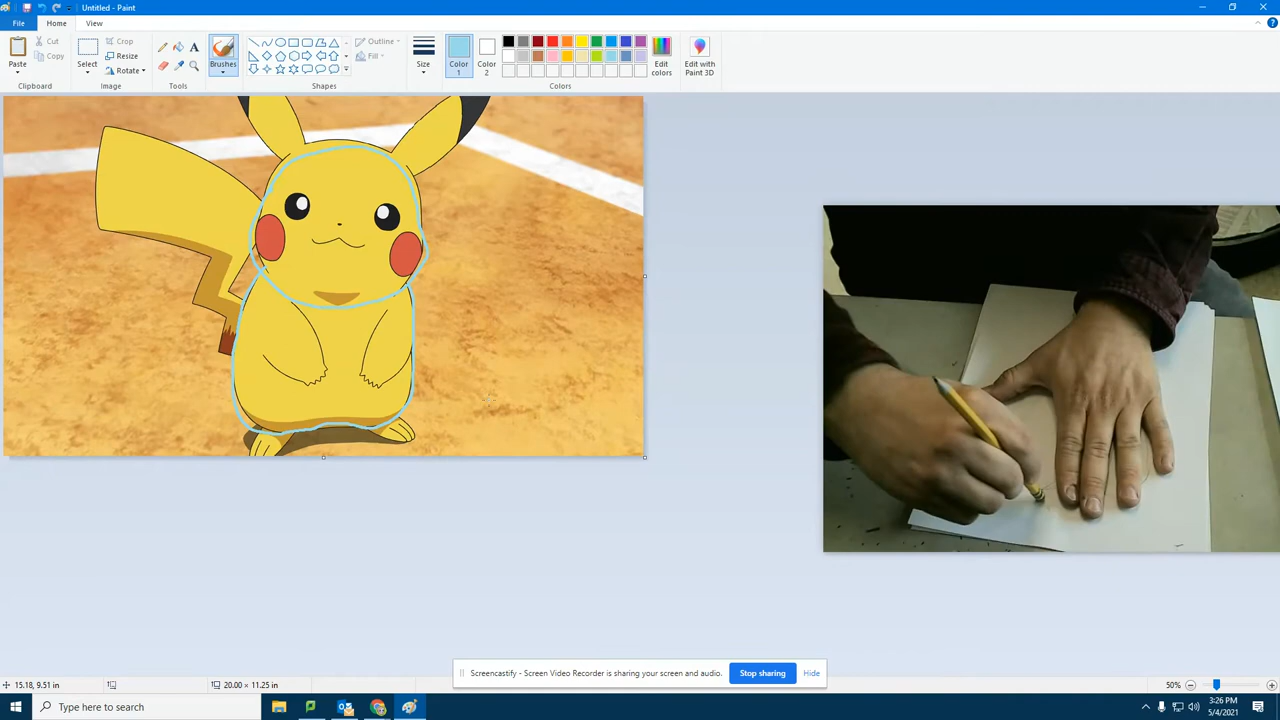 Untitled - Paint
File
Home
View
Paste
Cut
Copy
Clipboard
Select
Crop
Resize
Rotate
Image
A
Tools
Brushes
Outline
Fill
Shapes
Size
Color
1
Color
2
Edit
colors
Colors
Edit with
Paint 3D
Screencastify - Screen Video Recorder is sharing your screen and audio.
Stop sharing
Hide
15.18, 9.53 in
20.00 × 11.25in
50%
Type here to search
3:26 PM
5/4/2021